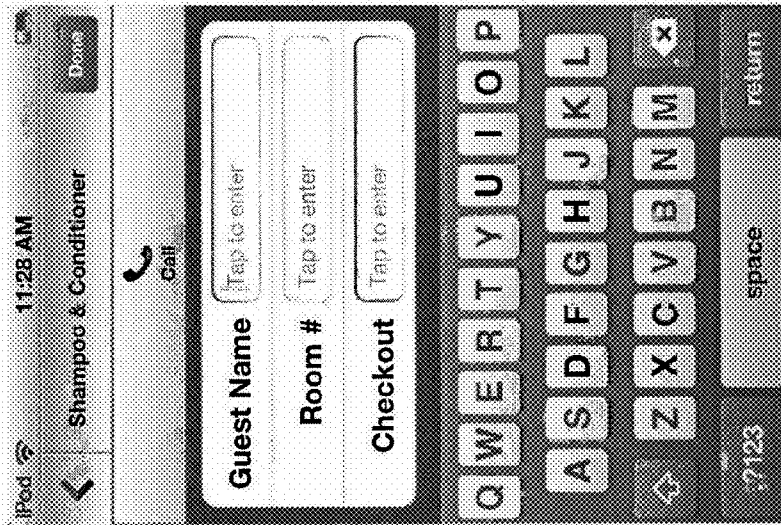 iPod 11:28 AM
Shampoo & Conditioner Done
Call
Guest Name Tap to enter
Room # Tap to enter
Checkout Tap to enter
Q W E R T Y U I O P
A S D F G H J K L
Z X C V B N M
.?123 space return